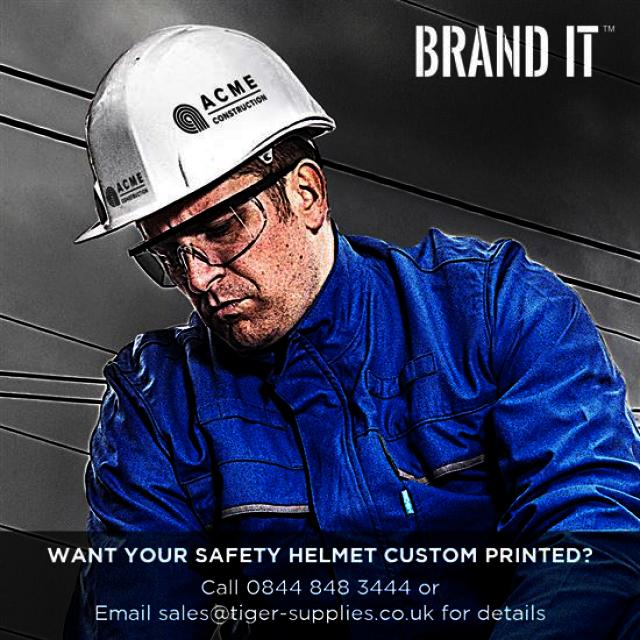 BRAND IT™
ACME
CONSTRUCTION
ACME
CONSTRUCTION
WANT YOUR SAFETY HELMET CUSTOM PRINTED?
Call 0844 848 3444 or
Email sales@tiger-supplies.co.uk for details